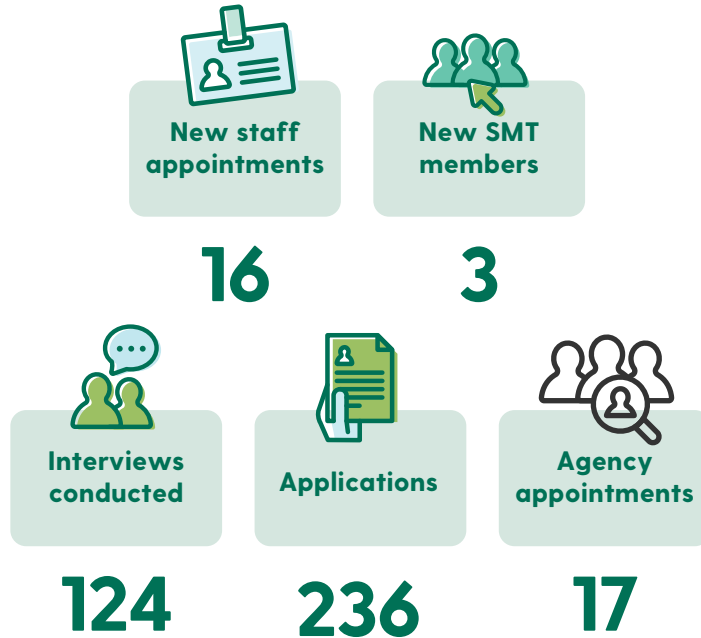 New staff
appointments
16
New SMT
members
3
Interviews
conducted
124
Applications
236
Agency
appointments
17